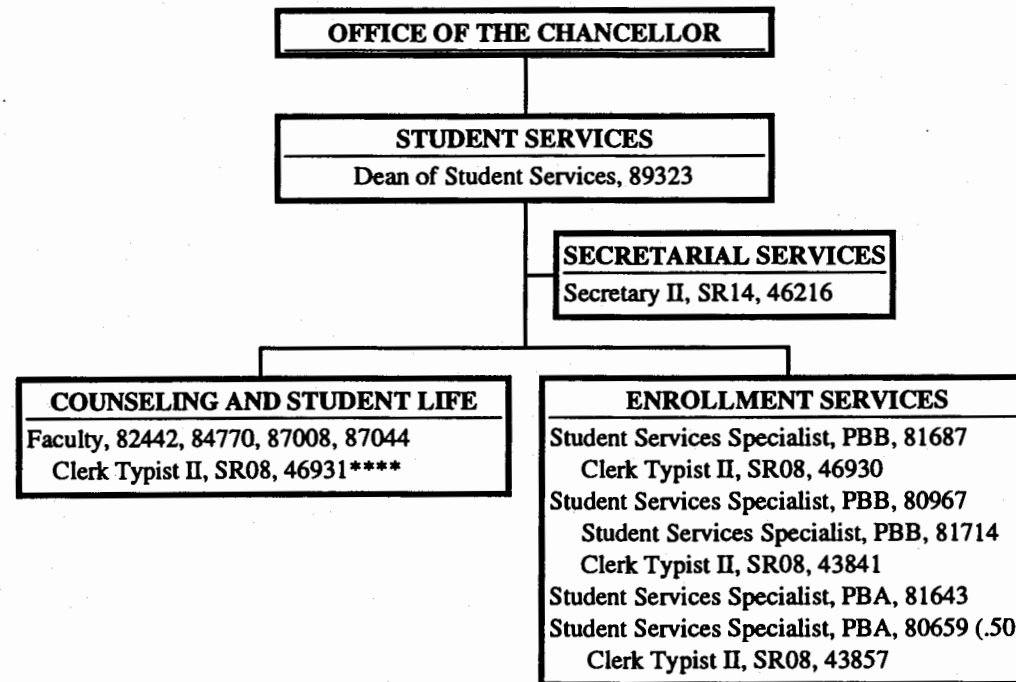 OFFICE OF THE CHANCELLOR
STUDENT SERVICES
Dean of Student Services, 89323
SECRETARIAL SERVICES
Secretary II, SR14, 46216
COUNSELING AND STUDENT LIFE
Faculty, 82442, 84770, 87008, 87044
Clerk Typist II, SR08, 46931****
ENROLLMENT SERVICES
Student Services Specialist, PBB, 81687
Clerk Typist II, SR08, 46930
Student Services Specialist, PBB, 80967
Student Services Specialist, PBB, 81714
Clerk Typist II, SR08, 43841
Student Services Specialist, PBA, 81643
Student Services Specialist, PBA, 80659 (.50
Clerk Typist II, SR08, 43857